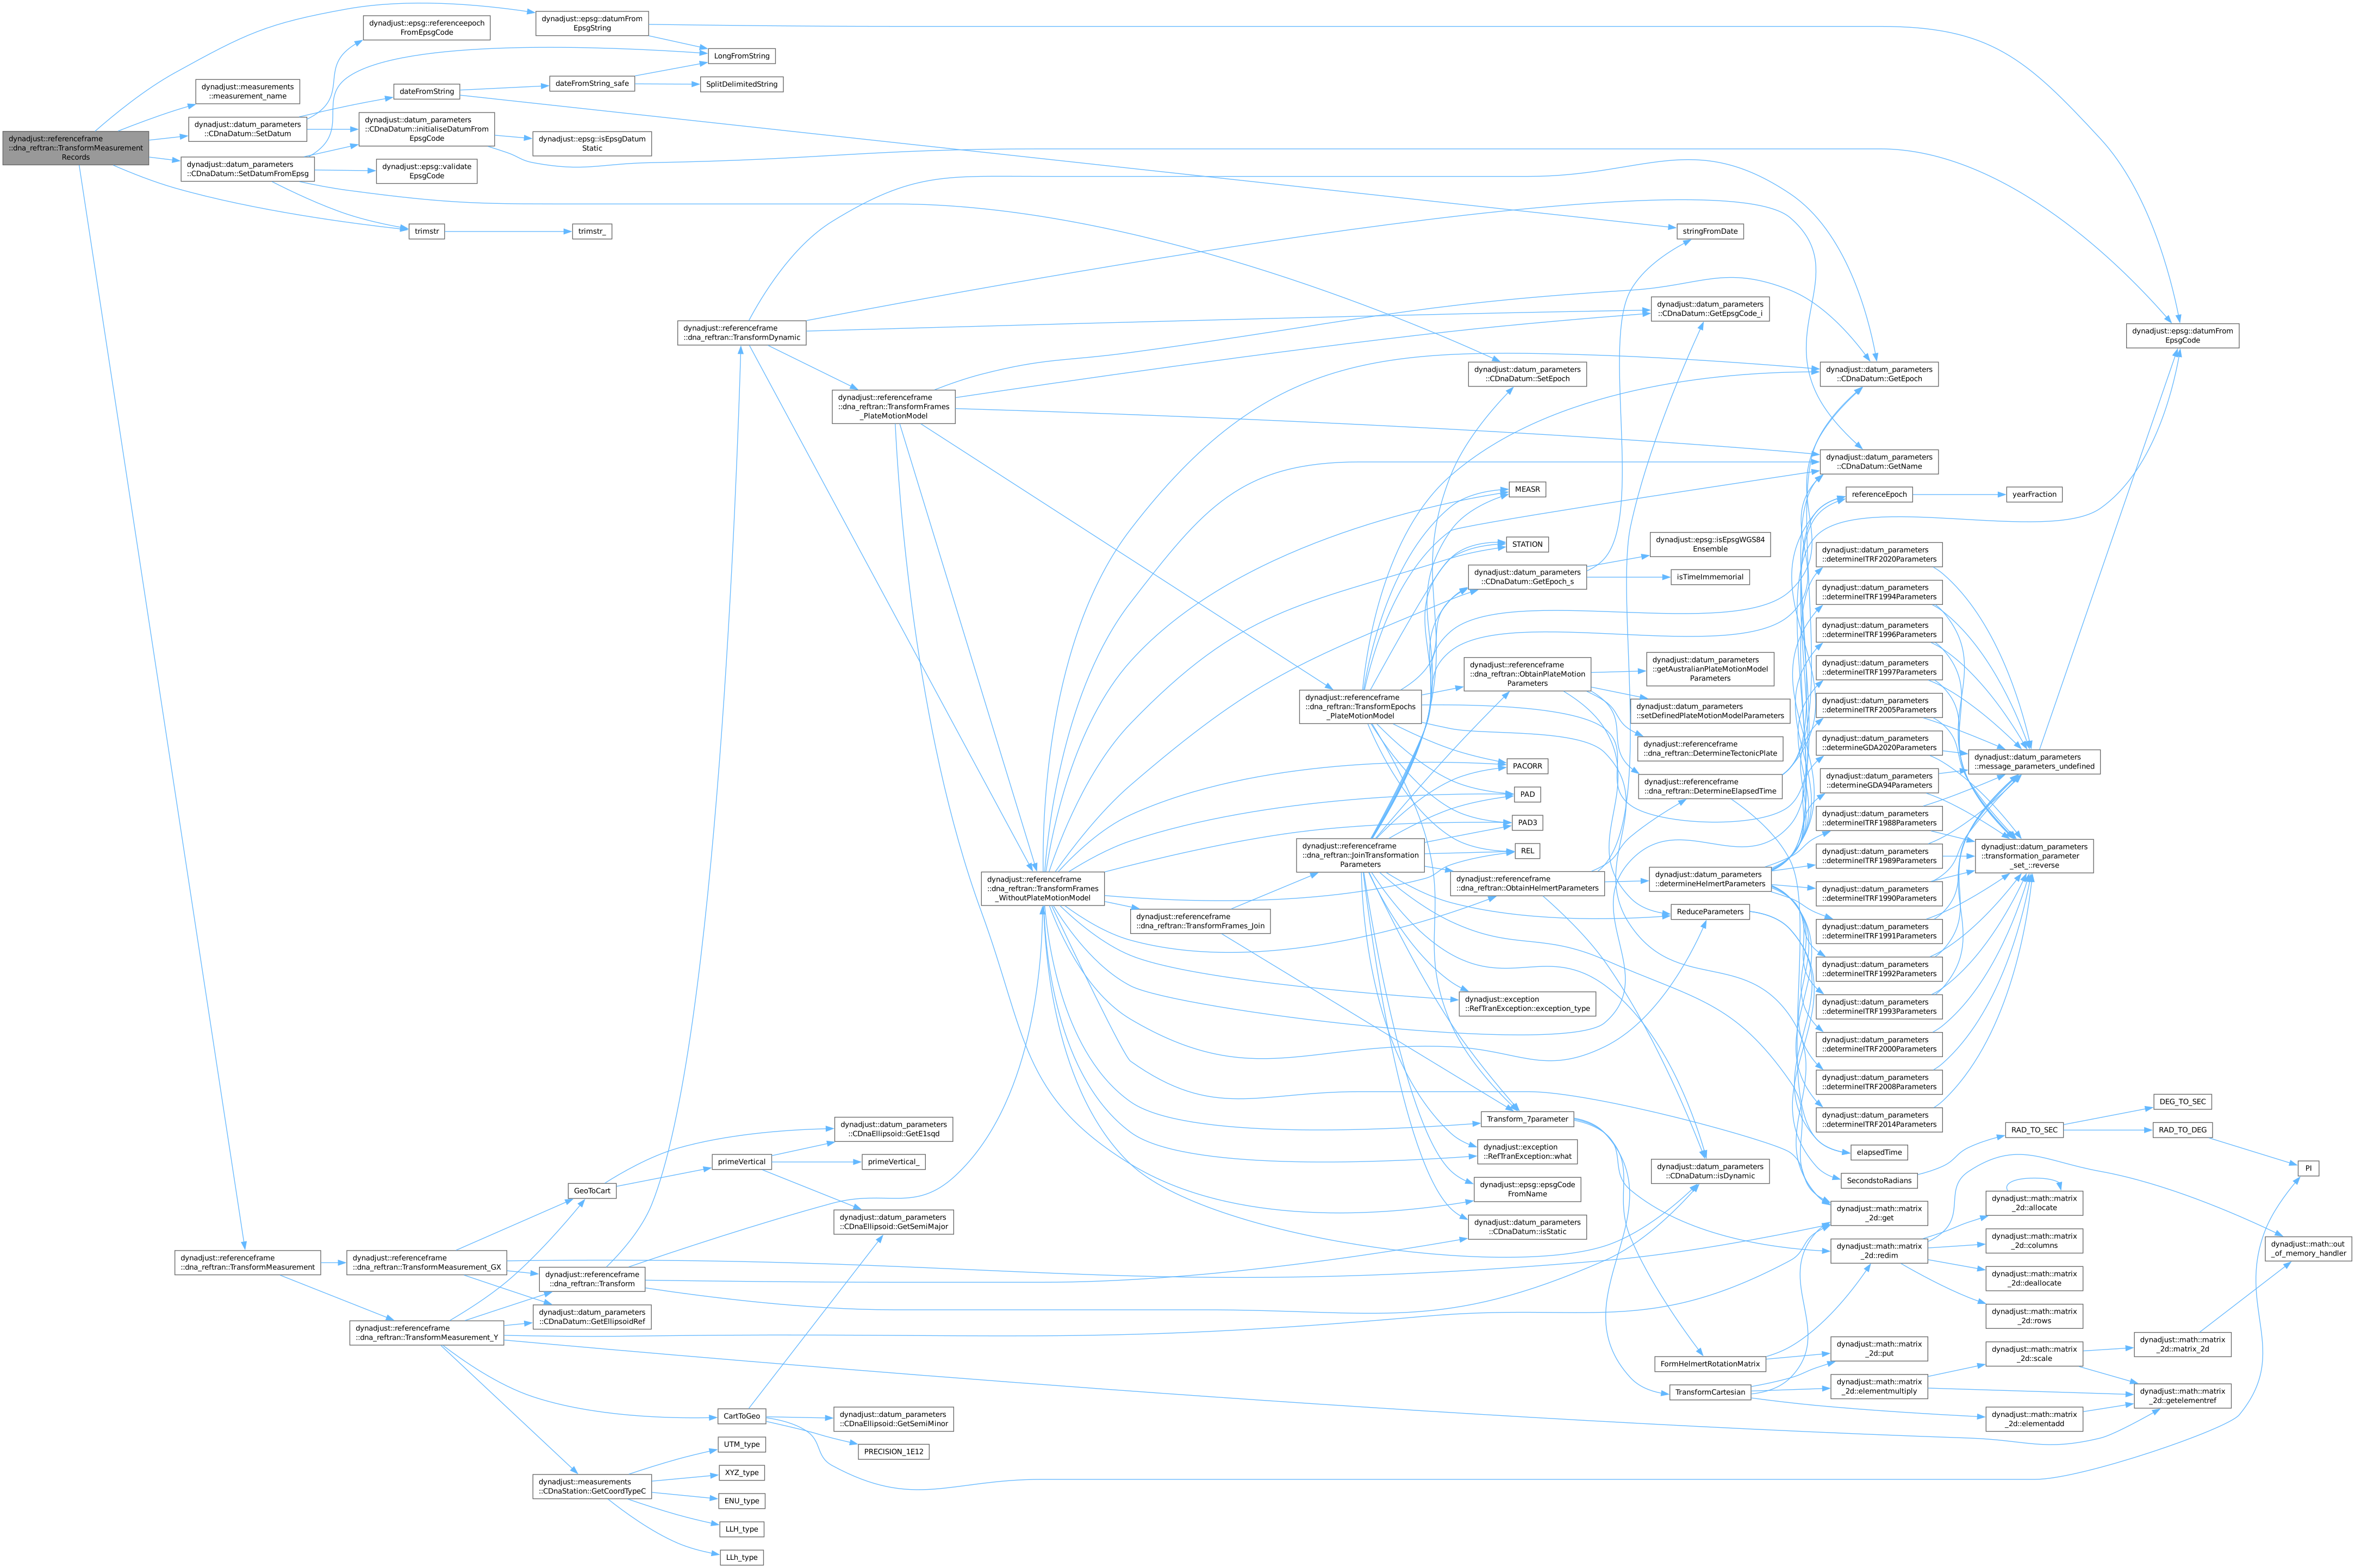 dynadjust::referenceframe
::dna_reftran::TransformMeasurement
Records
dynadjust::epsg::datumFrom
EpsgString
dynadjust::epsg::referenceepoch
FromEpsgCode
LongFromString
dynadjust::measurements
::measurement_name
dateFromString
dateFromString_safe
SplitDelimitedString
dynadjust::datum_parameters
::CDnaDatum::SetDatum
dynadjust::datum_parameters
::CDnaDatum::initialiseDatumFrom
EpsgCode
dynadjust::epsg::isEpsgDatum
Static
dynadjust::datum_parameters
::CDnaDatum::SetDatumFromEpsg
dynadjust::epsg::validate
EpsgCode
trimstr
trimstr_
stringFromDate
dynadjust::referenceframe
::dna_reftran::TransformDynamic
dynadjust::datum_parameters
::CDnaDatum::GetEpsgCode_i
dynadjust::epsg::datumFrom
EpsgCode
dynadjust::referenceframe
::dna_reftran::TransformFrames
_PlateMotionModel
dynadjust::datum_parameters
::CDnaDatum::SetEpoch
dynadjust::datum_parameters
::CDnaDatum::GetEpoch
dynadjust::datum_parameters
::CDnaDatum::GetName
MEASR
referenceEpoch
yearFraction
STATION
dynadjust::epsg::isEpsgWGS84
Ensemble
dynadjust::datum_parameters
::CDnaDatum::GetEpoch_s
isTimeImmemorial
dynadjust::datum_parameters
::determineITRF2020Parameters
dynadjust::datum_parameters
::determineITRF1994Parameters
dynadjust::datum_parameters
::determineITRF1996Parameters
dynadjust::datum_parameters
::determineITRF1997Parameters
dynadjust::datum_parameters
::determineITRF2005Parameters
dynadjust::datum_parameters
::determineGDA2020Parameters
dynadjust::datum_parameters
::determineGDA94Parameters
dynadjust::datum_parameters
::determineITRF1988Parameters
dynadjust::datum_parameters
::determineITRF1989Parameters
dynadjust::datum_parameters
::determineITRF1990Parameters
dynadjust::datum_parameters
::determineITRF1991Parameters
dynadjust::datum_parameters
::determineITRF1992Parameters
dynadjust::datum_parameters
::determineITRF1993Parameters
dynadjust::datum_parameters
::determineITRF2000Parameters
dynadjust::datum_parameters
::determineITRF2008Parameters
dynadjust::datum_parameters
::determineITRF2014Parameters
dynadjust::datum_parameters
::message_parameters_undefined
dynadjust::datum_parameters
::transformation_parameter
_set_::reverse
dynadjust::referenceframe
::dna_reftran::ObtainPlateMotion
Parameters
dynadjust::datum_parameters
::getAustralianPlateMotionModel
Parameters
dynadjust::datum_parameters
::setDefinedPlateMotionModelParameters
dynadjust::referenceframe
::dna_reftran::DetermineTectonicPlate
dynadjust::referenceframe
::dna_reftran::DetermineElapsedTime
dynadjust::referenceframe
::dna_reftran::TransformEpochs
_PlateMotionModel
PACORR
PAD
PAD3
REL
dynadjust::referenceframe
::dna_reftran::JoinTransformation
Parameters
dynadjust::referenceframe
::dna_reftran::ObtainHelmertParameters
dynadjust::datum_parameters
::determineHelmertParameters
ReduceParameters
dynadjust::referenceframe
::dna_reftran::TransformFrames
_WithoutPlateMotionModel
dynadjust::referenceframe
::dna_reftran::TransformFrames_Join
dynadjust::exception
::RefTranException::exception_type
Transform_7parameter
dynadjust::exception
::RefTranException::what
dynadjust::epsg::epsgCode
FromName
dynadjust::datum_parameters
::CDnaDatum::isStatic
dynadjust::datum_parameters
::CDnaDatum::isDynamic
elapsedTime
SecondstoRadians
RAD_TO_SEC
DEG_TO_SEC
RAD_TO_DEG
PI
dynadjust::math::matrix
_2d::get
dynadjust::math::matrix
_2d::redim
dynadjust::math::matrix
_2d::allocate
dynadjust::math::matrix
_2d::columns
dynadjust::math::matrix
_2d::deallocate
dynadjust::math::matrix
_2d::rows
dynadjust::math::out
_of_memory_handler
FormHelmertRotationMatrix
dynadjust::math::matrix
_2d::put
TransformCartesian
dynadjust::math::matrix
_2d::elementmultiply
dynadjust::math::matrix
_2d::scale
dynadjust::math::matrix
_2d::matrix_2d
dynadjust::math::matrix
_2d::getelementref
dynadjust::math::matrix
_2d::elementadd
dynadjust::referenceframe
::dna_reftran::TransformMeasurement
dynadjust::referenceframe
::dna_reftran::TransformMeasurement_GX
dynadjust::referenceframe
::dna_reftran::TransformMeasurement_Y
GeoToCart
primeVertical
dynadjust::datum_parameters
::CDnaEllipsoid::GetE1sqd
primeVertical_
dynadjust::datum_parameters
::CDnaEllipsoid::GetSemiMajor
dynadjust::referenceframe
::dna_reftran::Transform
dynadjust::datum_parameters
::CDnaDatum::GetEllipsoidRef
CartToGeo
dynadjust::datum_parameters
::CDnaEllipsoid::GetSemiMinor
PRECISION_1E12
dynadjust::measurements
::CDnaStation::GetCoordTypeC
UTM_type
XYZ_type
ENU_type
LLH_type
LLh_type